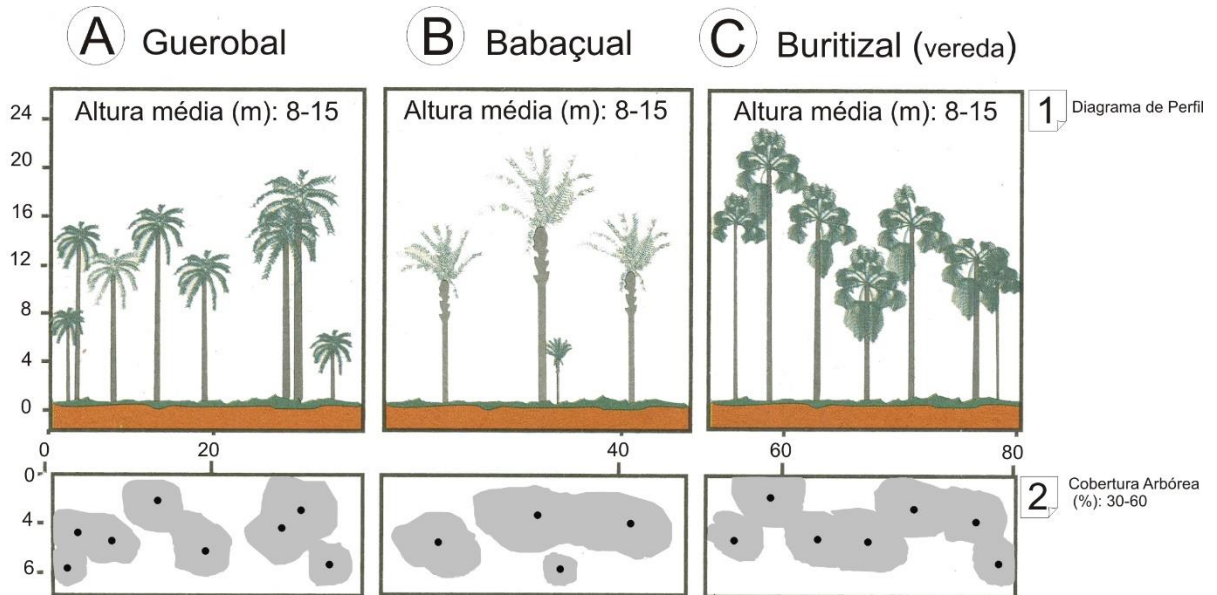 A Guerobal
B Babaçual
C Buritizal (vereda)
Altura média (m): 8-15
Altura média (m): 8-15
Altura média (m): 8-15
1 Diagrama de Perfil
24
20
16
12
8
4
0
0
20
40
60
80
2 Cobertura Arbórea
(%): 30-60
0
4
6